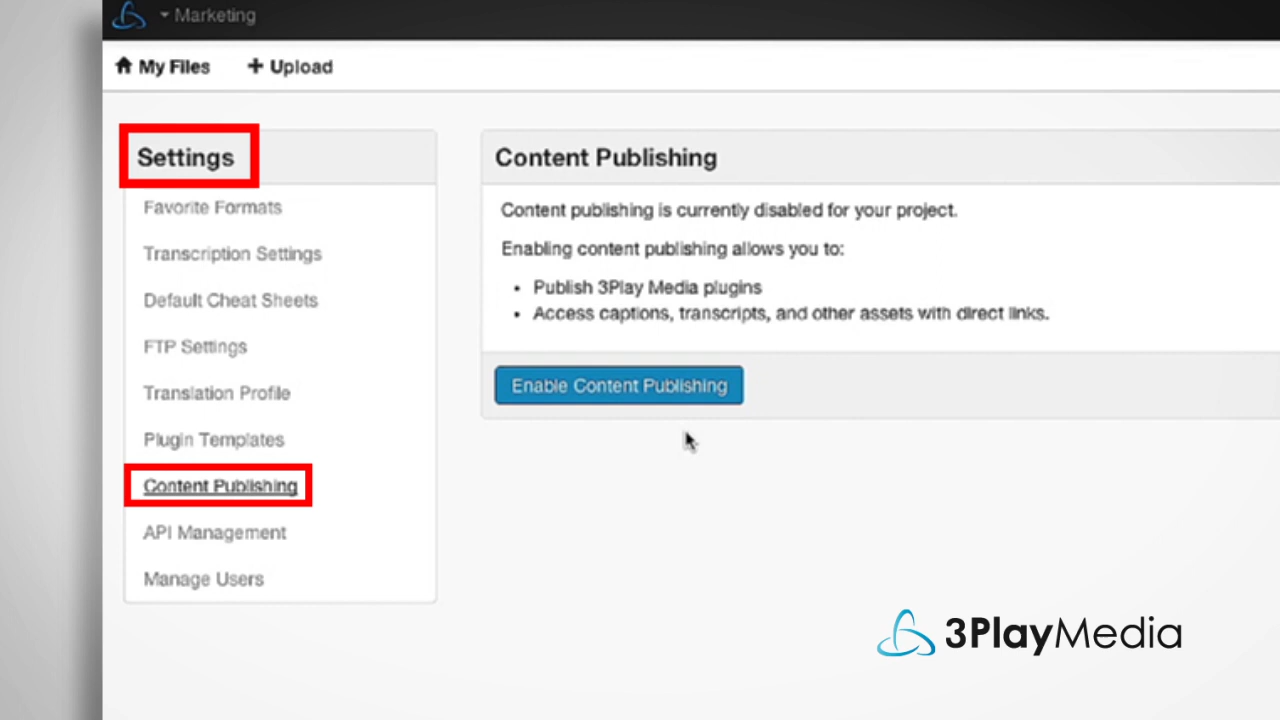 Marketing
My Files
+ Upload
Settings
Favorite Formats
Transcription Settings
Default Cheat Sheets
FTP Settings
Translation Profile
Plugin Templates
Content Publishing
API Management
Manage Users
Content Publishing
Content publishing is currently disabled for your project.
Enabling content publishing allows you to:
• Publish 3Play Media plugins
• Access captions, transcripts, and other assets with direct links.
Enable Content Publishing
3PlayMedia